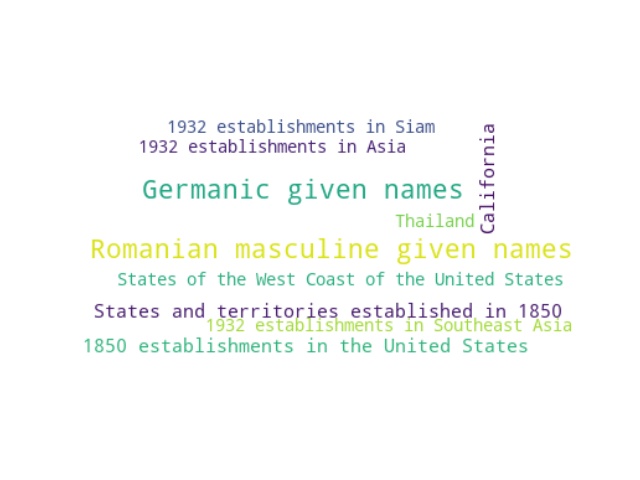 1932 establishments in Siam
1932 establishments in Asia
California
Germanic given names
Thailand
Romanian masculine given names
States of the West Coast of the United States
States and territories established in 1850
1932 establishments in Southeast Asia
1850 establishments in the United States